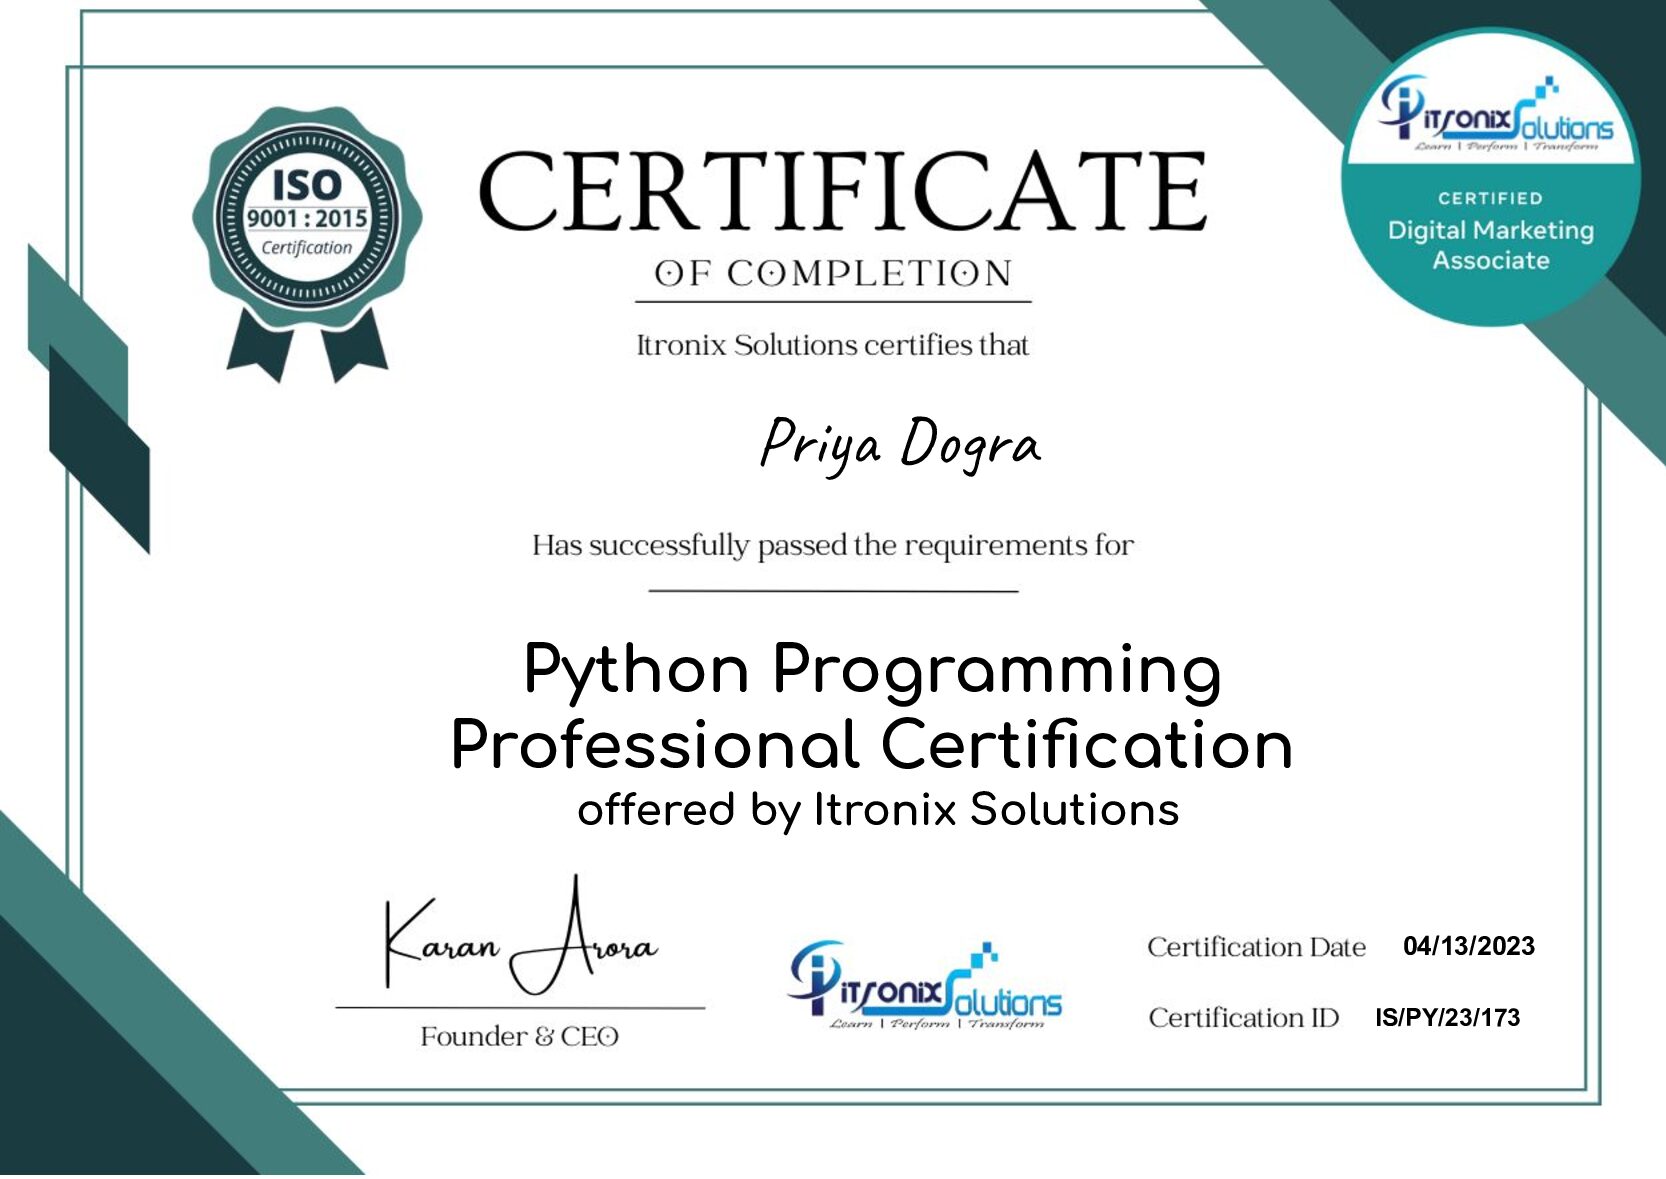 ISO
9001 : 2015
Certification
CERTIFICATE
OF COMPLETION
Itronix Solutions
Learn | Perform | Transform
CERTIFIED
Digital Marketing
Associate
Itronix Solutions certifies that
Priya Dogra
Has successfully passed the requirements for
Python Programming
Professional Certification
offered by Itronix Solutions
Karan Arora
Founder & CEO
Itronix Solutions
Learn | Perform | Transform
Certification Date 04/13/2023
Certification ID IS/PY/23/173